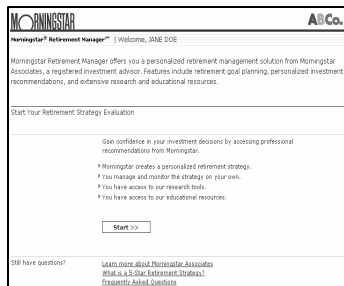 MORNINGSTAR ABCo.
Morningstar® Retirement Manager℠ | Welcome, JANE DOE
Morningstar Retirement Manager offers you a personalized retirement management solution from Morningstar
Associates, a registered investment advisor. Features include retirement goal planning, personalized investment
recommendations, and extensive research and educational resources.
Start Your Retirement Strategy Evaluation
Gain confidence in your investment decisions by accessing professional
recommendations from Morningstar.
Morningstar creates a personalized retirement strategy.
You manage and monitor the strategy on your own.
You have access to our research tools.
You have access to our educational resources.
Start >>
Still have questions? Learn more about Morningstar Associates
What is a 5-Star Retirement Strategy?
Frequently Asked Questions